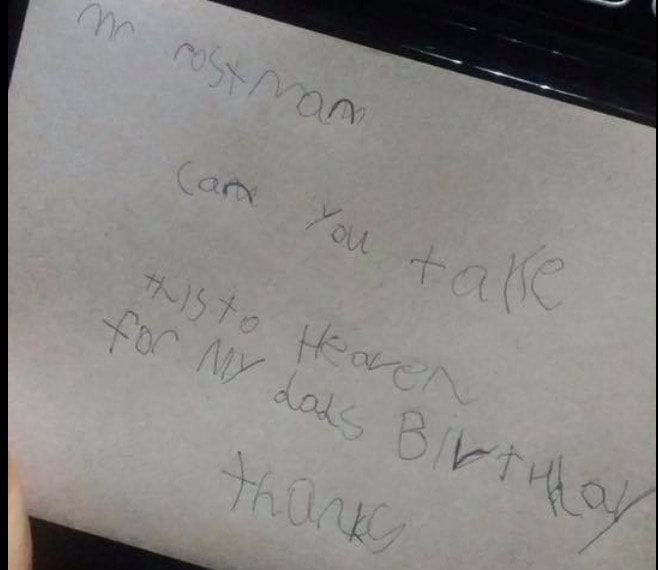 mr postman
can you take
this to Heaven
for my dads Birthday
thanks